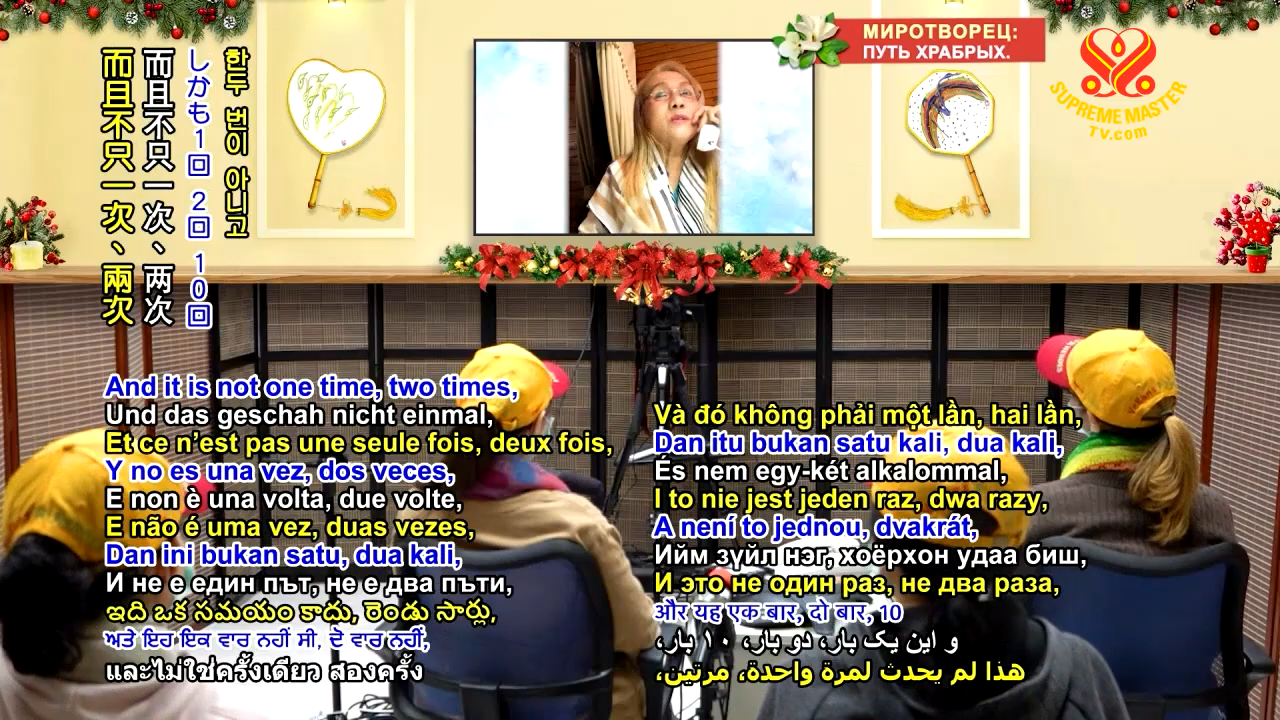 МИРОТВОРЕЦ:
ПУТЬ ХРАБРЫХ.
SUPREME MASTER
TV.com
한두 번이 아니고
しかも1回 2回 10回
而且不只一次、两次
而且不只一次、兩次
And it is not one time, two times,
Und das geschah nicht einmal,
Et ce n’est pas une seule fois, deux fois,
Y no es una vez, dos veces,
E non è una volta, due volte,
E não é uma vez, duas vezes,
Dan ini bukan satu, dua kali,
И не е един път, не е два пъти,
ఇది ఒక సమయం కాదు, రెండు సార్లు,
ਅਤੇ ਇਹ ਇਕ ਵਾਰ ਨਹੀਂ ਸੀ, ਦੋ ਵਾਰ ਨਹੀਂ,
และไม่ใช่ครั้งเดียว สองครั้ง
Và đó không phải một lần, hai lần,
Dan itu bukan satu kali, dua kali,
És nem egy-két alkalommal,
I to nie jest jeden raz, dwa razy,
A není to jednou, dvakrát,
Ийм зүйл нэг, хоёрхон удаа биш,
И это не один раз, не два раза,
और यह एक बार, दो बार, 10
و این یک بار، دو بار، ۱۰ بار،
هذا لم يحدث لمرة واحدة، مرتين،